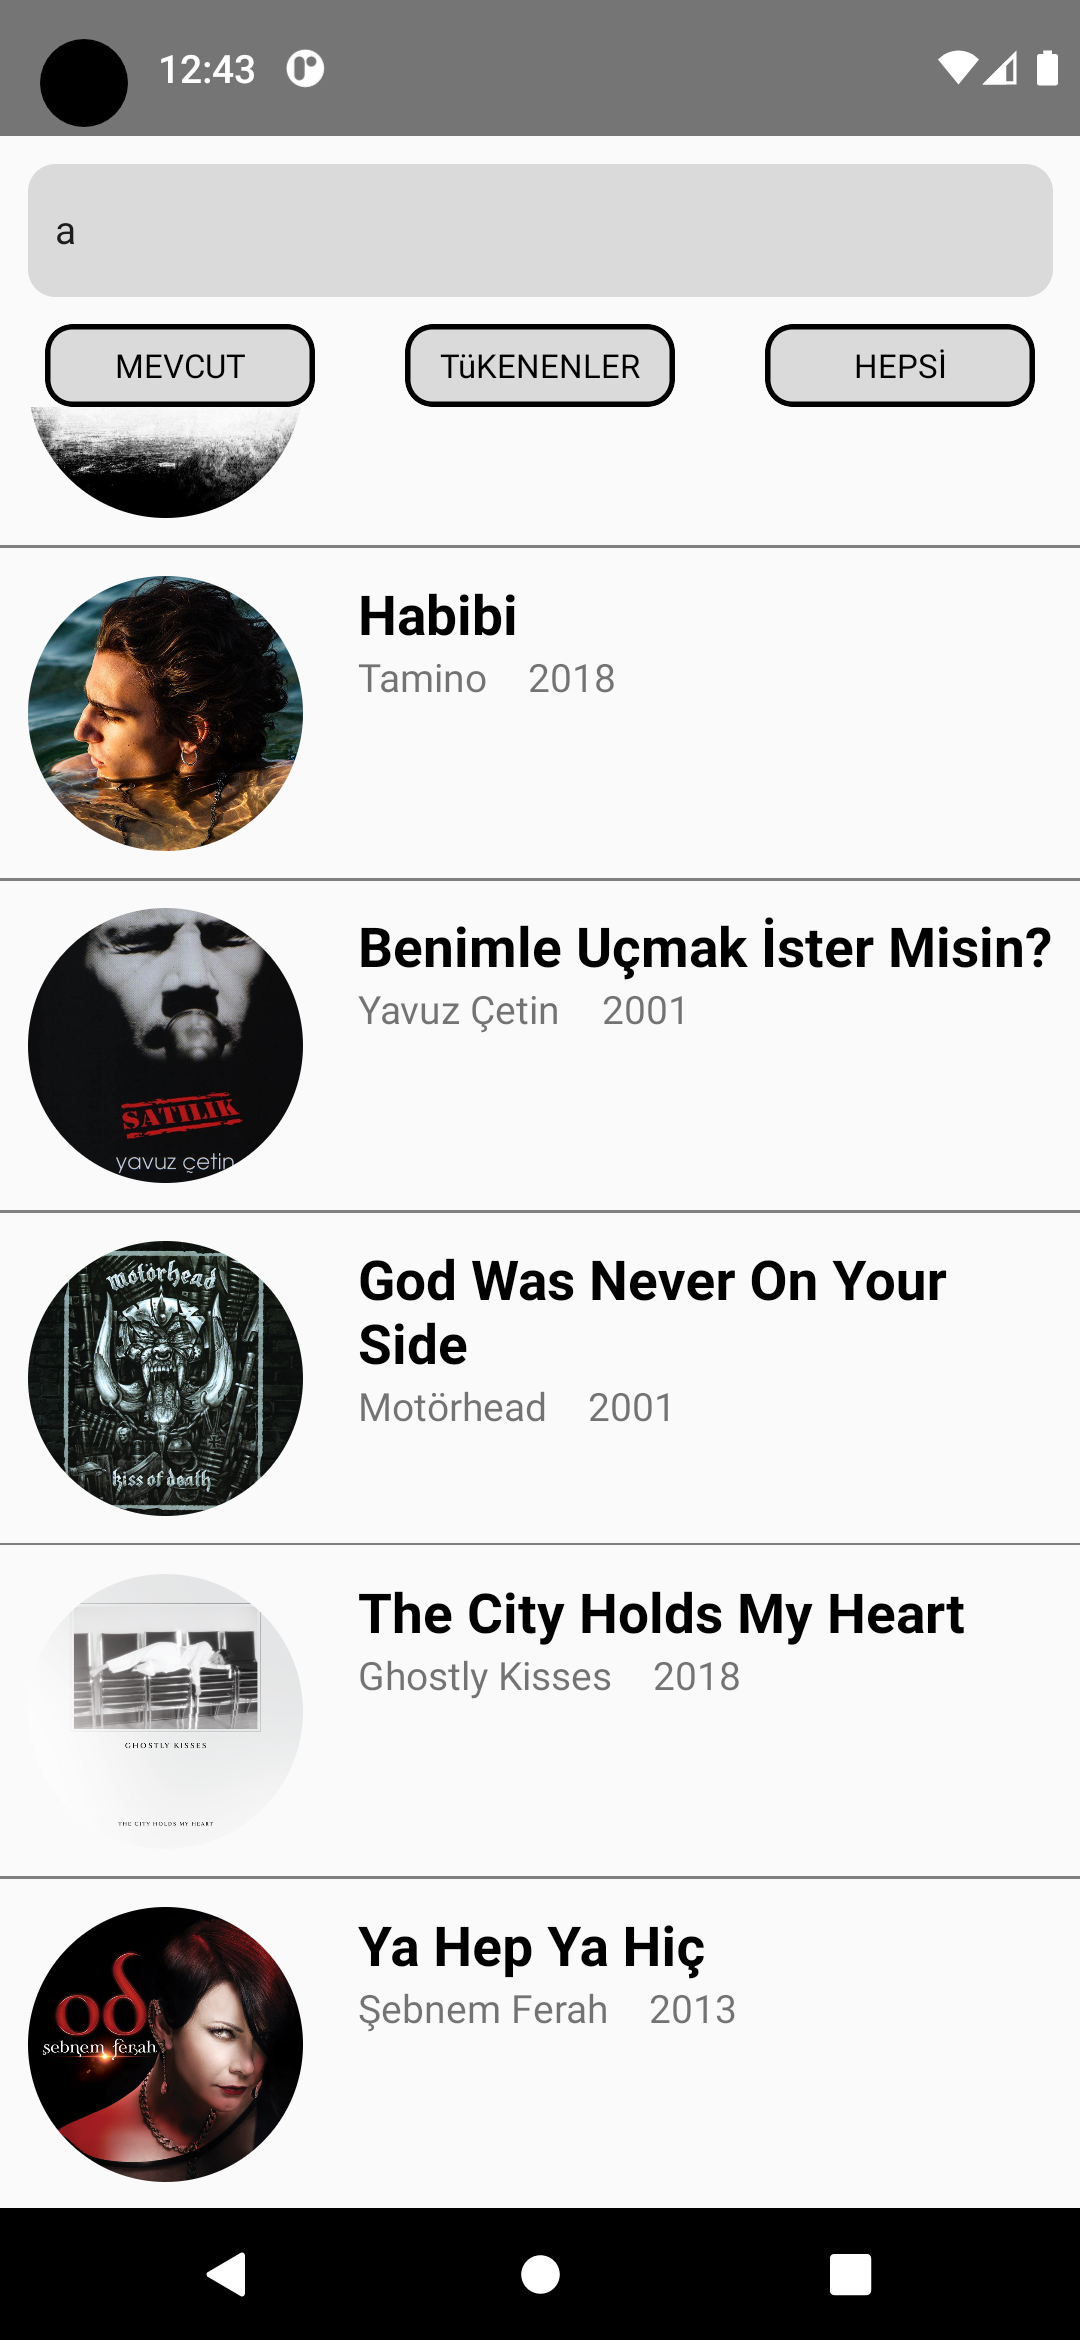 12:43
a
MEVCUT TüKENENLER HEPSİ
Habibi
Tamino 2018
Benimle Uçmak İster Misin?
Yavuz Çetin 2001
SATILIK
yavuz çetin
God Was Never On Your
Side
Motörhead 2001
Motörhead
kiss of death
The City Holds My Heart
Ghostly Kisses 2018
GHOSTLY KISSES
THE CITY HOLDS MY HEART
Ya Hep Ya Hiç
Şebnem Ferah 2013
od
şebnem ferah